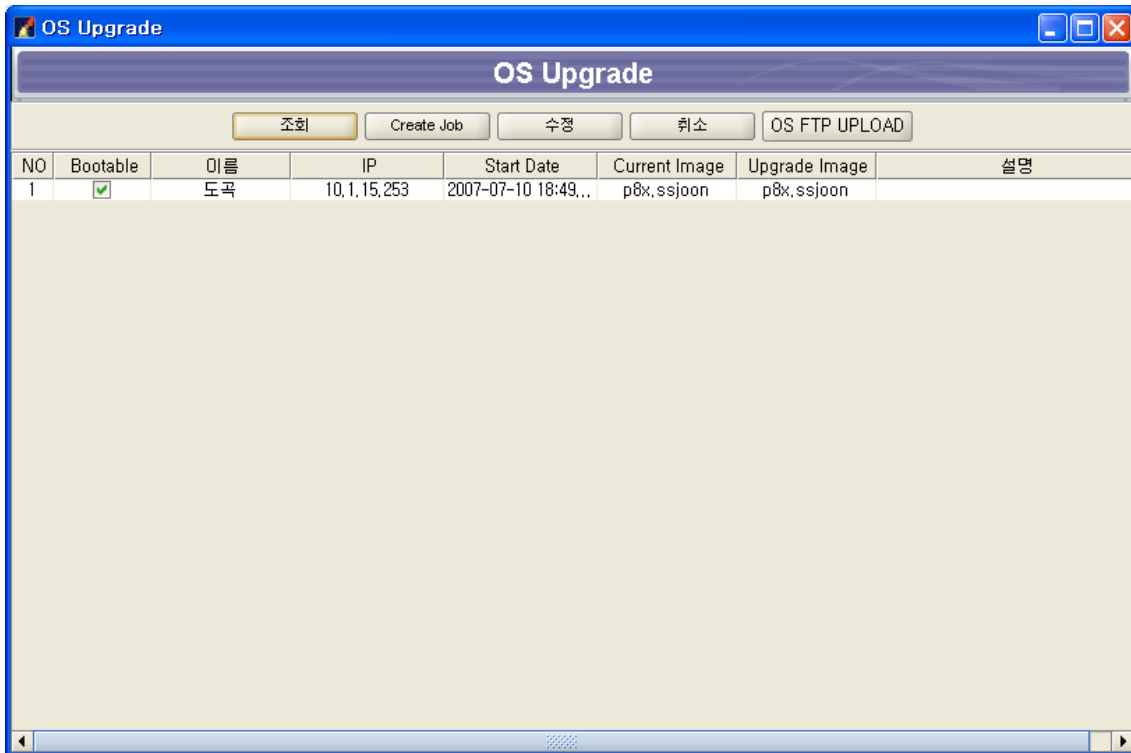 OS Upgrade
OS Upgrade
조회 Create Job 수정 취소 OS FTP UPLOAD
NO Bootable 이름 IP Start Date Current Image Upgrade Image 설명
1 도곡 10,1,15,253 2007-07-10 18:49,,, p8x,ssjoon p8x,ssjoon